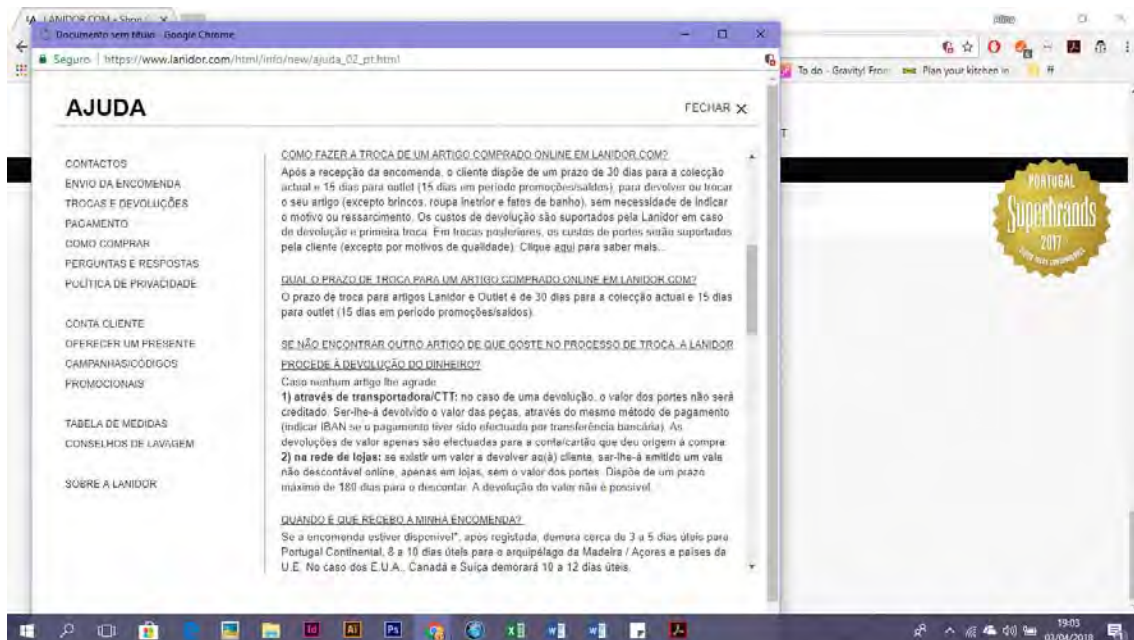 LANIDOR.COM - Shop
Documento sem título - Google Chrome
Seguro | https://www.lanidor.com/html/info/new/ajuda_02_pt.html
To do - Gravity! From
Plan your kitchen in
AJUDA
FECHAR X
CONTACTOS
ENVIO DA ENCOMENDA
TROCAS E DEVOLUÇÕES
PAGAMENTO
COMO COMPRAR
PERGUNTAS E RESPOSTAS
POLÍTICA DE PRIVACIDADE
CONTA CLIENTE
OFERECER UM PRESENTE
CAMPANHAS/CÓDIGOS
PROMOCIONAIS
TABELA DE MEDIDAS
CONSELHOS DE LAVAGEM
SOBRE A LANIDOR
COMO FAZER A TROCA DE UM ARTIGO COMPRADO ONLINE EM LANIDOR.COM?
Após a recepção da encomenda, o cliente dispõe de um prazo de 30 dias para a colecção
actual e 15 dias para outlet (15 dias em período promoções/saldos), para devolver ou trocar
o seu artigo (excepto brincos, roupa inetrior e fatos de banho), sem necessidade de indicar
o motivo ou ressarcimento. Os custos de devolução são suportados pela Lanidor em caso
de devolução e primeira troca. Em trocas posteriores, os custos de portes serão suportados
pela cliente (excepto por motivos de qualidade). Clique aqui para saber mais...
QUAL O PRAZO DE TROCA PARA UM ARTIGO COMPRADO ONLINE EM LANIDOR.COM?
O prazo de troca para artigos Lanidor e Outlet é de 30 dias para a colecção actual e 15 dias
para outlet (15 dias em período promoções/saldos).
SE NÃO ENCONTRAR OUTRO ARTIGO DE QUE GOSTE NO PROCESSO DE TROCA, A LANIDOR
PROCEDE À DEVOLUÇÃO DO DINHEIRO?
Caso nenhum artigo lhe agrade
1) através de transportadora/CTT: no caso de uma devolução, o valor dos portes não será
creditado. Ser-lhe-á devolvido o valor das peças, através do mesmo método de pagamento
(indicar IBAN se o pagamento tiver sido efectuado por transferência bancária). As
devoluções de valor apenas são efectuadas para a conta/cartão que deu origem à compra.
2) na rede de lojas: se existir um valor a devolver ao(à) cliente, ser-lhe-á emitido um vale
não descontável online, apenas em lojas, sem o valor dos portes. Dispõe de um prazo
máximo de 180 dias para o descontar. A devolução do valor não é possível.
QUANDO É QUE RECEBO A MINHA ENCOMENDA?
Se a encomenda estiver disponível*, após registada, demora cerca de 3 a 5 dias úteis para
Portugal Continental, 8 a 10 dias úteis para o arquipélago da Madeira / Açores e países da
U.E. No caso dos E.U.A., Canadá e Suíça demorará 10 a 12 dias úteis.
T
PORTUGAL
Superbrands
2017
19:03
03/04/2018